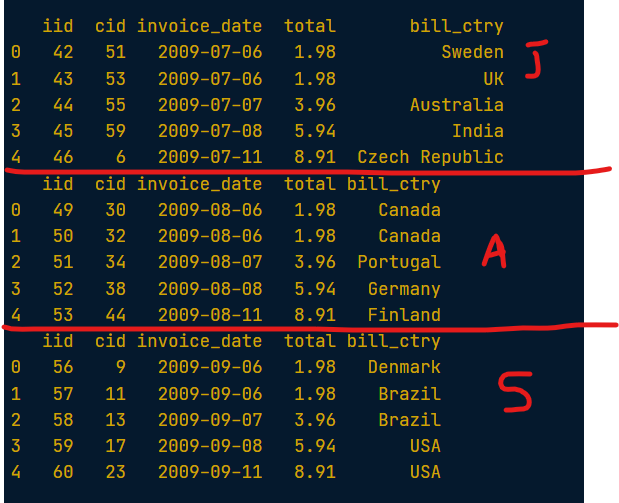 iid cid invoice_date total bill_ctry
0 42 51 2009-07-06 1.98 Sweden
1 43 53 2009-07-06 1.98 UK
2 44 55 2009-07-07 3.96 Australia
3 45 59 2009-07-08 5.94 India
4 46 6 2009-07-11 8.91 Czech Republic
J
iid cid invoice_date total bill_ctry
0 49 30 2009-08-06 1.98 Canada
1 50 32 2009-08-06 1.98 Canada
2 51 34 2009-08-07 3.96 Portugal
3 52 38 2009-08-08 5.94 Germany
4 53 44 2009-08-11 8.91 Finland
A
iid cid invoice_date total bill_ctry
0 56 9 2009-09-06 1.98 Denmark
1 57 11 2009-09-06 1.98 Brazil
2 58 13 2009-09-07 3.96 Brazil
3 59 17 2009-09-08 5.94 USA
4 60 23 2009-09-11 8.91 USA
S